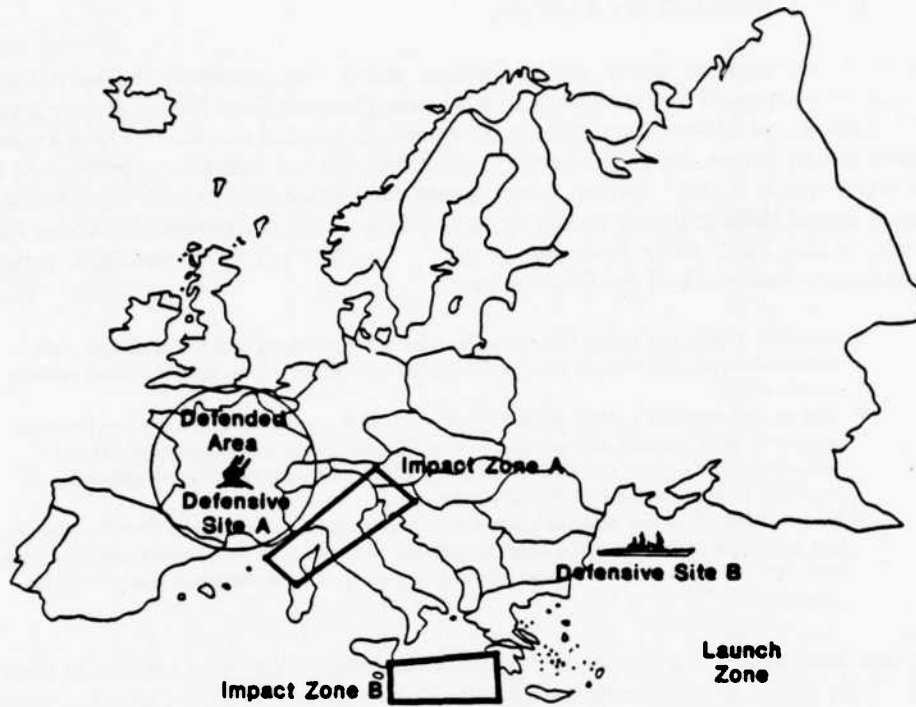 Defended
Area
Defensive
Site A
Impact Zone A
Defensive Site B
Launch
Zone
Impact Zone B